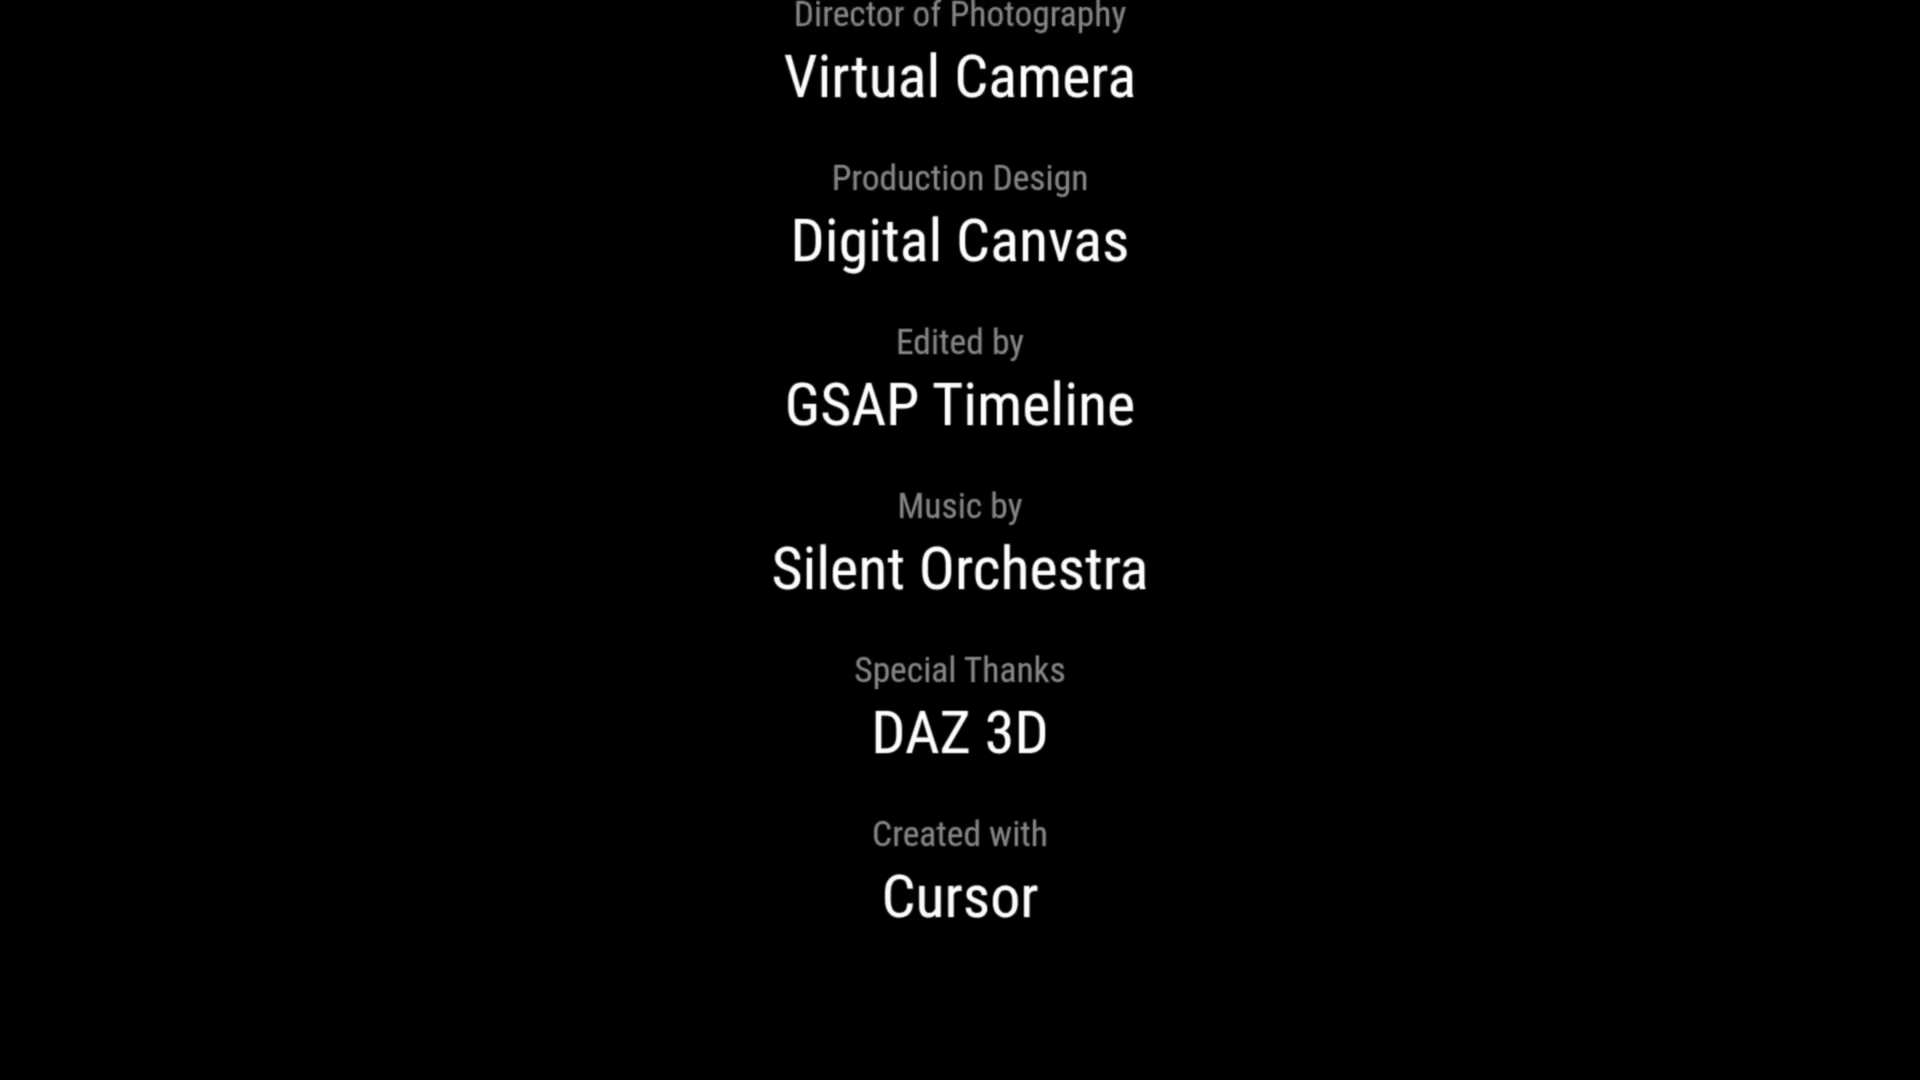 Director of Photography
Virtual Camera
Production Design
Digital Canvas
Edited by
GSAP Timeline
Music by
Silent Orchestra
Special Thanks
DAZ 3D
Created with
Cursor